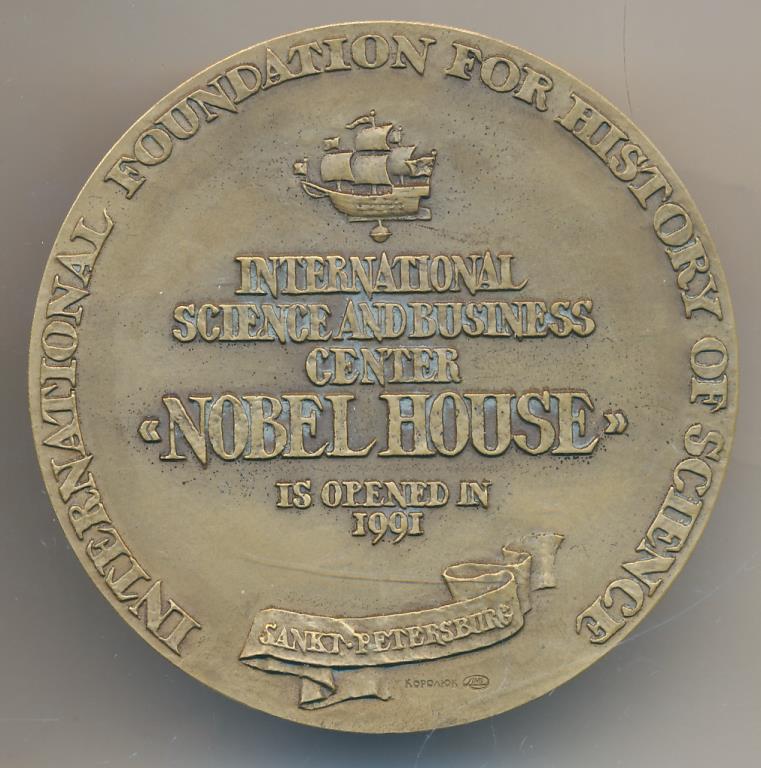 INTERNATIONAL FOUNDATION FOR HISTORY OF SCIENCE
INTERNATIONAL
SCIENCE AND BUSINESS
CENTER
«NOBEL HOUSE»
IS OPENED IN
1991
SANKT-PETERSBURG
КОРОЛЮК